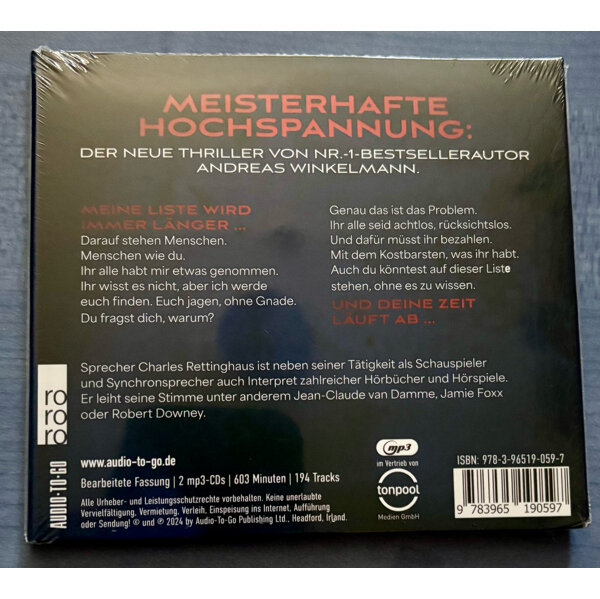 MEISTERHAFTE
HOCHSPANNUNG:
DER NEUE THRILLER VON NR.-1-BESTSELLERAUTOR
ANDREAS WINKELMANN.
MEINE LISTE WIRD
IMMER LÄNGER ...
Darauf stehen Menschen.
Menschen wie du.
Ihr alle habt mir etwas genommen.
Ihr wisst es nicht, aber ich werde
euch finden. Euch jagen, ohne Gnade.
Du fragst dich, warum?
Genau das ist das Problem.
Ihr alle seid achtlos, rücksichtslos.
Und dafür müsst ihr bezahlen.
Mit dem Kostbarsten, was ihr habt.
Auch du könntest auf dieser Liste
stehen, ohne es zu wissen.
UND DEINE ZEIT
LÄUFT AB ...
Sprecher Charles Rettinghaus ist neben seiner Tätigkeit als Schauspieler
und Synchronsprecher auch Interpret zahlreicher Hörbücher und Hörspiele.
Er leiht seine Stimme unter anderem Jean-Claude van Damme, Jamie Foxx
oder Robert Downey.
ro
ro
ro
AUDIO-TO-GO
www.audio-to-go.de
Bearbeitete Fassung | 2 mp3-CDs | 603 Minuten | 194 Tracks
Alle Urheber- und Leistungsschutzrechte vorbehalten. Keine unerlaubte
Vervielfältigung, Vermietung, Verleih, Einspeisung ins Internet, Aufführung
oder Sendung! © und ℗ 2024 by Audio-To-Go Publishing Ltd., Headford, Irland.
mp3
im Vertrieb von
tonpool
Medien GmbH
ISBN: 978-3-96519-059-7
9 783965 190597